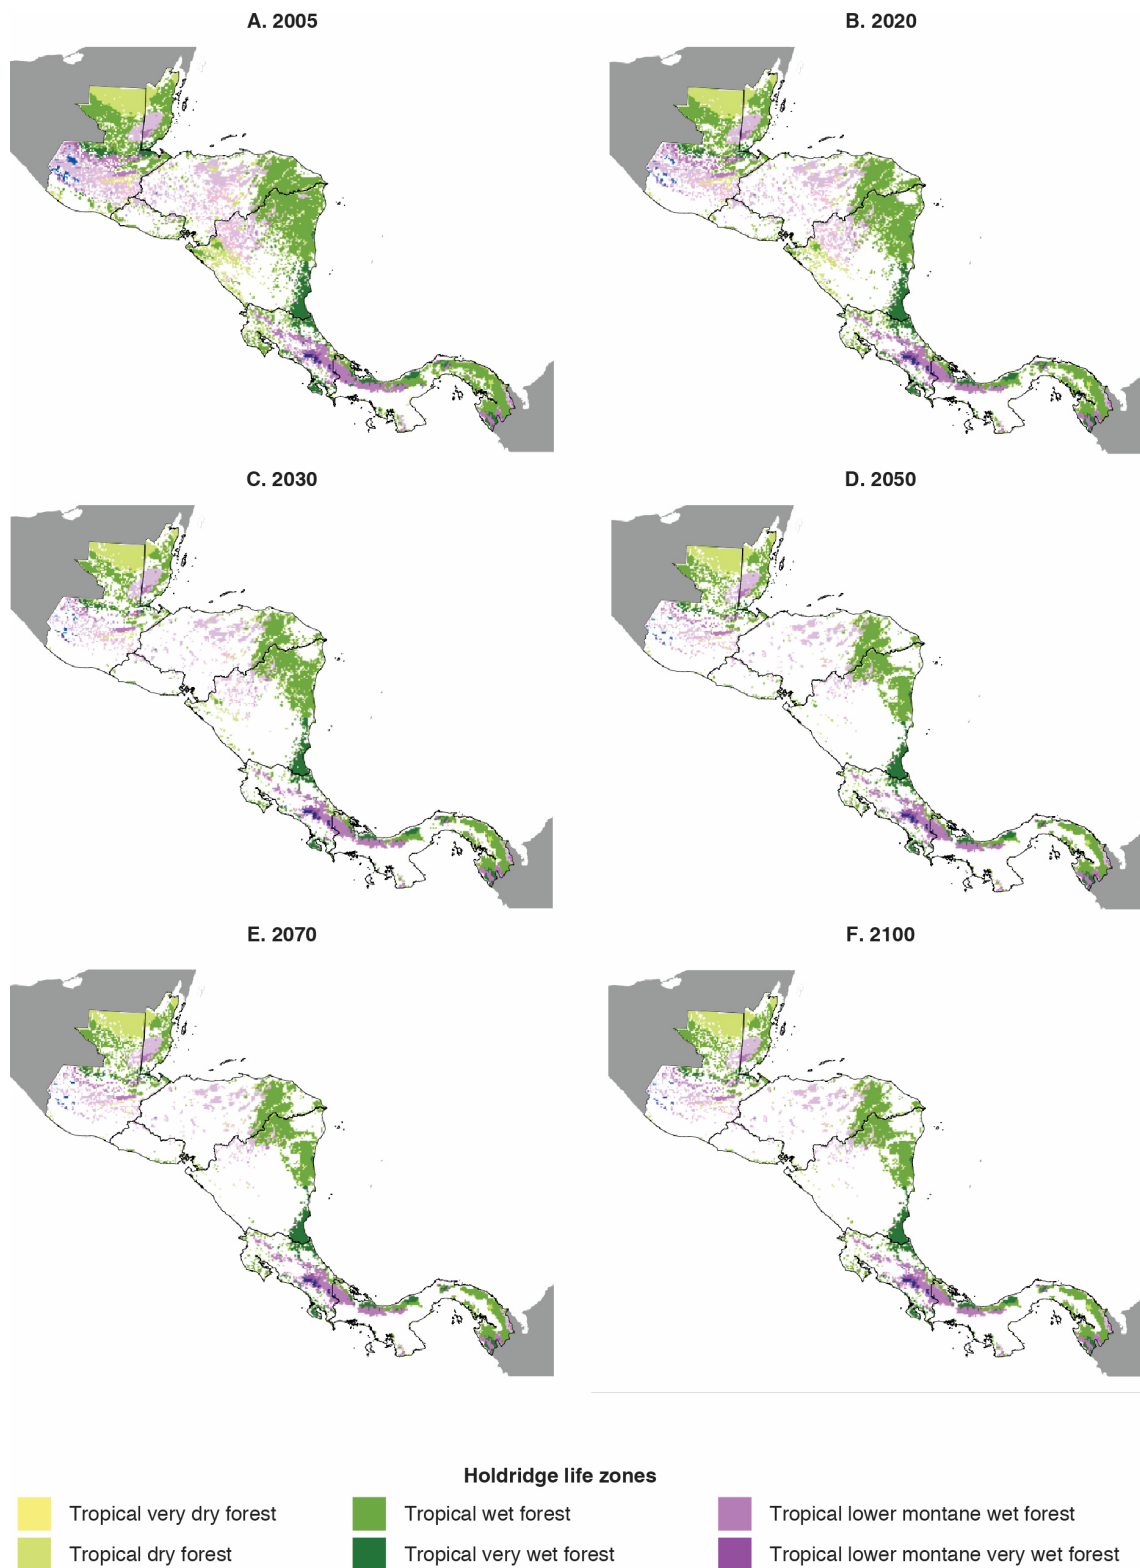 A. 2005
B. 2020
C. 2030
D. 2050
E. 2070
F. 2100
Holdridge life zones
Tropical very dry forest
Tropical wet forest
Tropical lower montane wet forest
Tropical dry forest
Tropical very wet forest
Tropical lower montane very wet forest